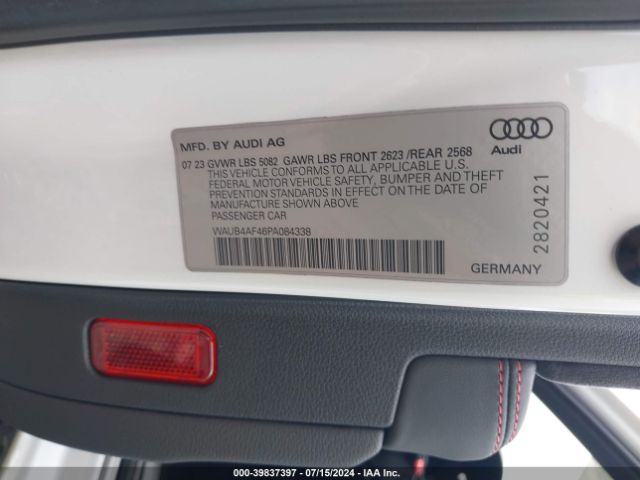 MFD. BY AUDI AG
07 23 GVWR LBS 5082 GAWR LBS FRONT 2623 /REAR 2568
THIS VEHICLE CONFORMS TO ALL APPLICABLE U.S.
FEDERAL MOTOR VEHICLE SAFETY, BUMPER AND THEFT
PREVENTION STANDARDS IN EFFECT ON THE DATE OF
MANUFACTURE SHOWN ABOVE
PASSENGER CAR
WAUB4AF46PA084338
Audi
2820421
GERMANY
000-39837397 - 07/15/2024 - IAA Inc.